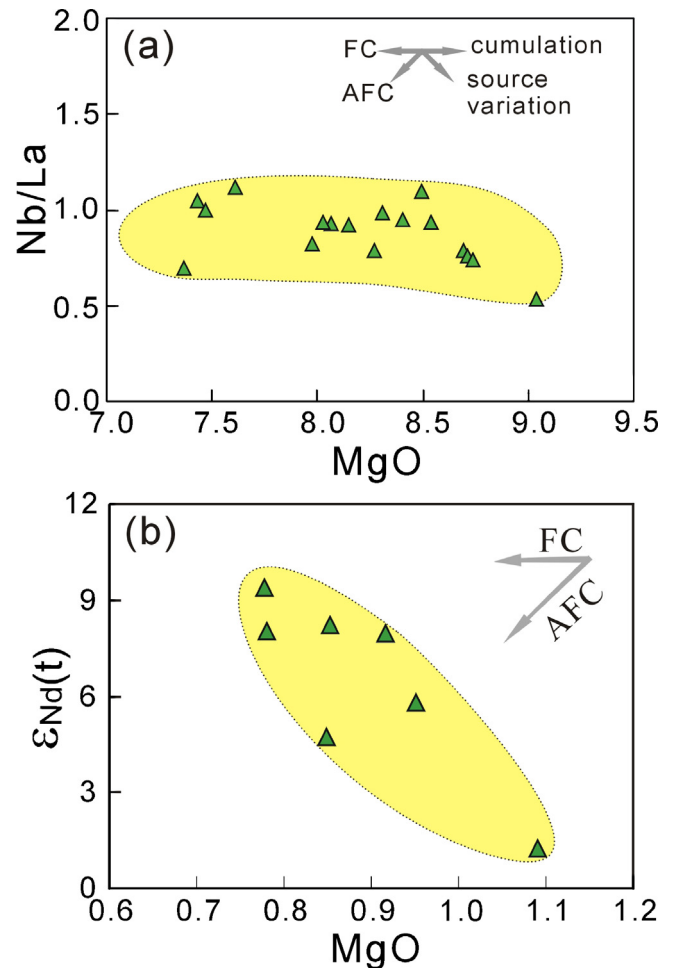 (a)
FC
cumulation
AFC
source
variation
Nb/La
2.0
1.5
1.0
0.5
0.0
7.0 7.5 8.0 8.5 9.0 9.5
MgO
(b)
FC
AFC
εNd(t)
12
9
6
3
0
0.6 0.7 0.8 0.9 1.0 1.1 1.2
MgO